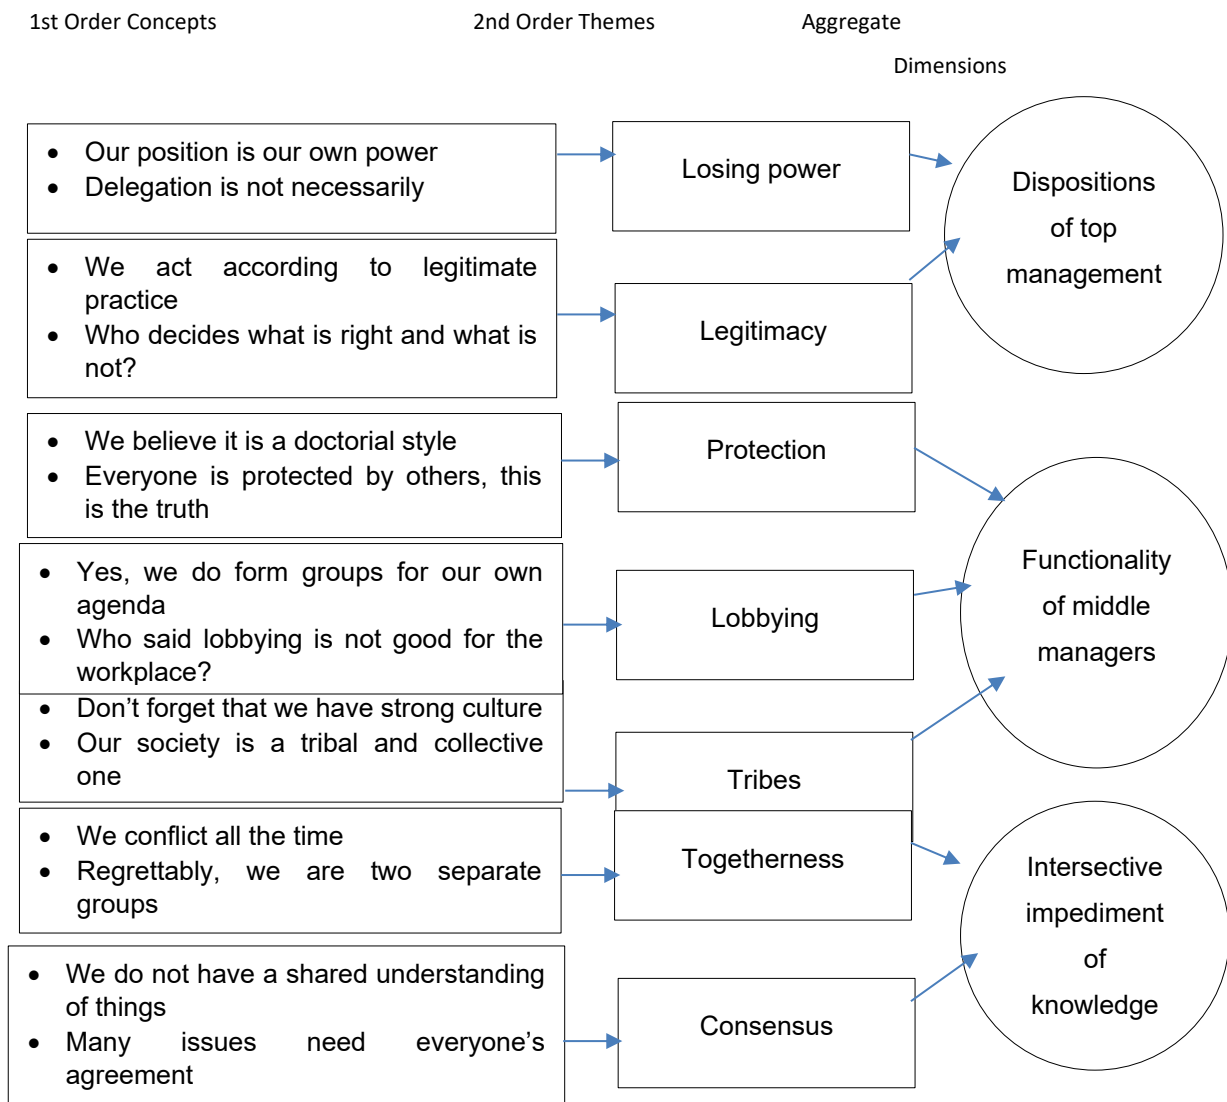 1st Order Concepts
2nd Order Themes
Aggregate
Dimensions
• Our position is our own power
• Delegation is not necessarily
Losing power
Dispositions
of top
management
• We act according to legitimate
practice
• Who decides what is right and what is
not?
Legitimacy
• We believe it is a doctorial style
• Everyone is protected by others, this
is the truth
Protection
• Yes, we do form groups for our own
agenda
• Who said lobbying is not good for the
workplace?
Lobbying
Functionality
of middle
managers
• Don’t forget that we have strong culture
• Our society is a tribal and collective
one
Tribes
• We conflict all the time
• Regrettably, we are two separate
groups
Togetherness
Intersective
impediment
of
knowledge
• We do not have a shared understanding
of things
• Many issues need everyone’s
agreement
Consensus